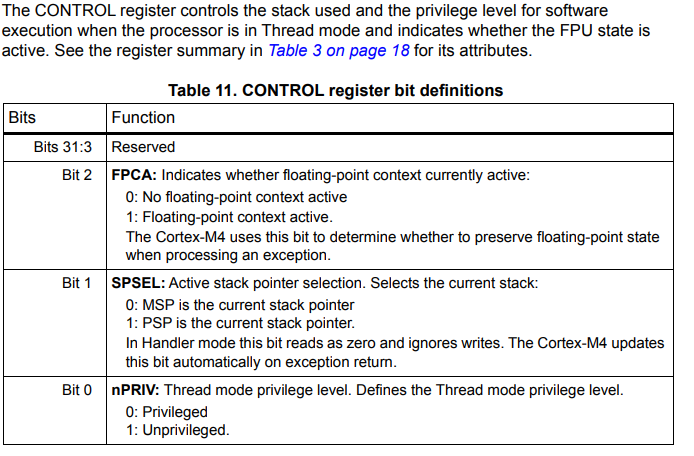 The CONTROL register controls the stack used and the privilege level for software
execution when the processor is in Thread mode and indicates whether the FPU state is
active. See the register summary in Table 3 on page 18 for its attributes.
Table 11. CONTROL register bit definitions
Bits Function
Bits 31:3 Reserved
Bit 2 FPCA: Indicates whether floating-point context currently active:
0: No floating-point context active
1: Floating-point context active.
The Cortex-M4 uses this bit to determine whether to preserve floating-point state
when processing an exception.
Bit 1 SPSEL: Active stack pointer selection. Selects the current stack:
0: MSP is the current stack pointer
1: PSP is the current stack pointer.
In Handler mode this bit reads as zero and ignores writes. The Cortex-M4 updates
this bit automatically on exception return.
Bit 0 nPRIV: Thread mode privilege level. Defines the Thread mode privilege level.
0: Privileged
1: Unprivileged.